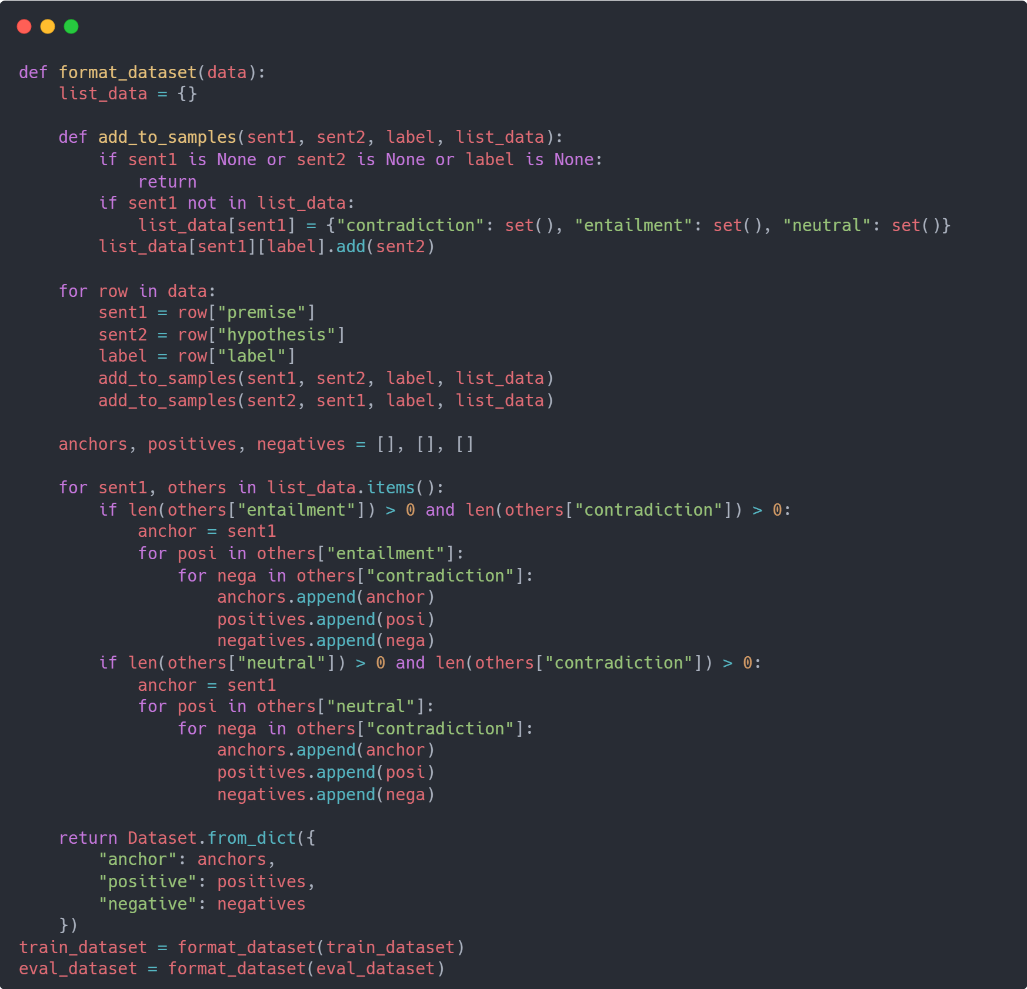 def format_dataset(data):
    list_data = {}

    def add_to_samples(sent1, sent2, label, list_data):
        if sent1 is None or sent2 is None or label is None:
            return
        if sent1 not in list_data:
            list_data[sent1] = {"contradiction": set(), "entailment": set(), "neutral": set()}
        list_data[sent1][label].add(sent2)

    for row in data:
        sent1 = row["premise"]
        sent2 = row["hypothesis"]
        label = row["label"]
        add_to_samples(sent1, sent2, label, list_data)
        add_to_samples(sent2, sent1, label, list_data)

    anchors, positives, negatives = [], [], []

    for sent1, others in list_data.items():
        if len(others["entailment"]) > 0 and len(others["contradiction"]) > 0:
            anchor = sent1
            for posi in others["entailment"]:
                for nega in others["contradiction"]:
                    anchors.append(anchor)
                    positives.append(posi)
                    negatives.append(nega)
        if len(others["neutral"]) > 0 and len(others["contradiction"]) > 0:
            anchor = sent1
            for posi in others["neutral"]:
                for nega in others["contradiction"]:
                    anchors.append(anchor)
                    positives.append(posi)
                    negatives.append(nega)

    return Dataset.from_dict({
        "anchor": anchors,
        "positive": positives,
        "negative": negatives
    })
train_dataset = format_dataset(train_dataset)
eval_dataset = format_dataset(eval_dataset)